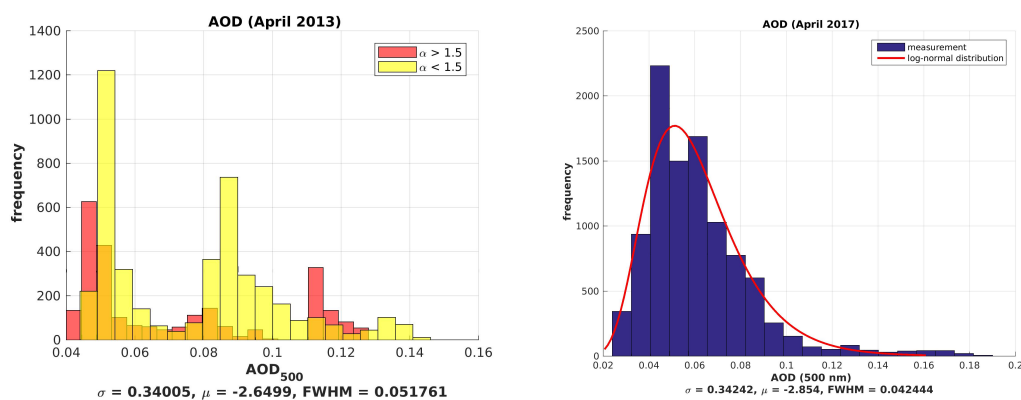 AOD (April 2013)
1400
1200
1000
800
600
400
200
0
frequency
α > 1.5
α < 1.5
0.04 0.06 0.08 0.1 0.12 0.14 0.16
AOD500
σ = 0.34005, μ = -2.6499, FWHM = 0.051761
AOD (April 2017)
2500
2000
1500
1000
500
0
frequency
measurement
log-normal distribution
0.02 0.04 0.06 0.08 0.1 0.12 0.14 0.16 0.18 0.2
AOD (500 nm)
σ = 0.34242, μ = -2.854, FWHM = 0.042444